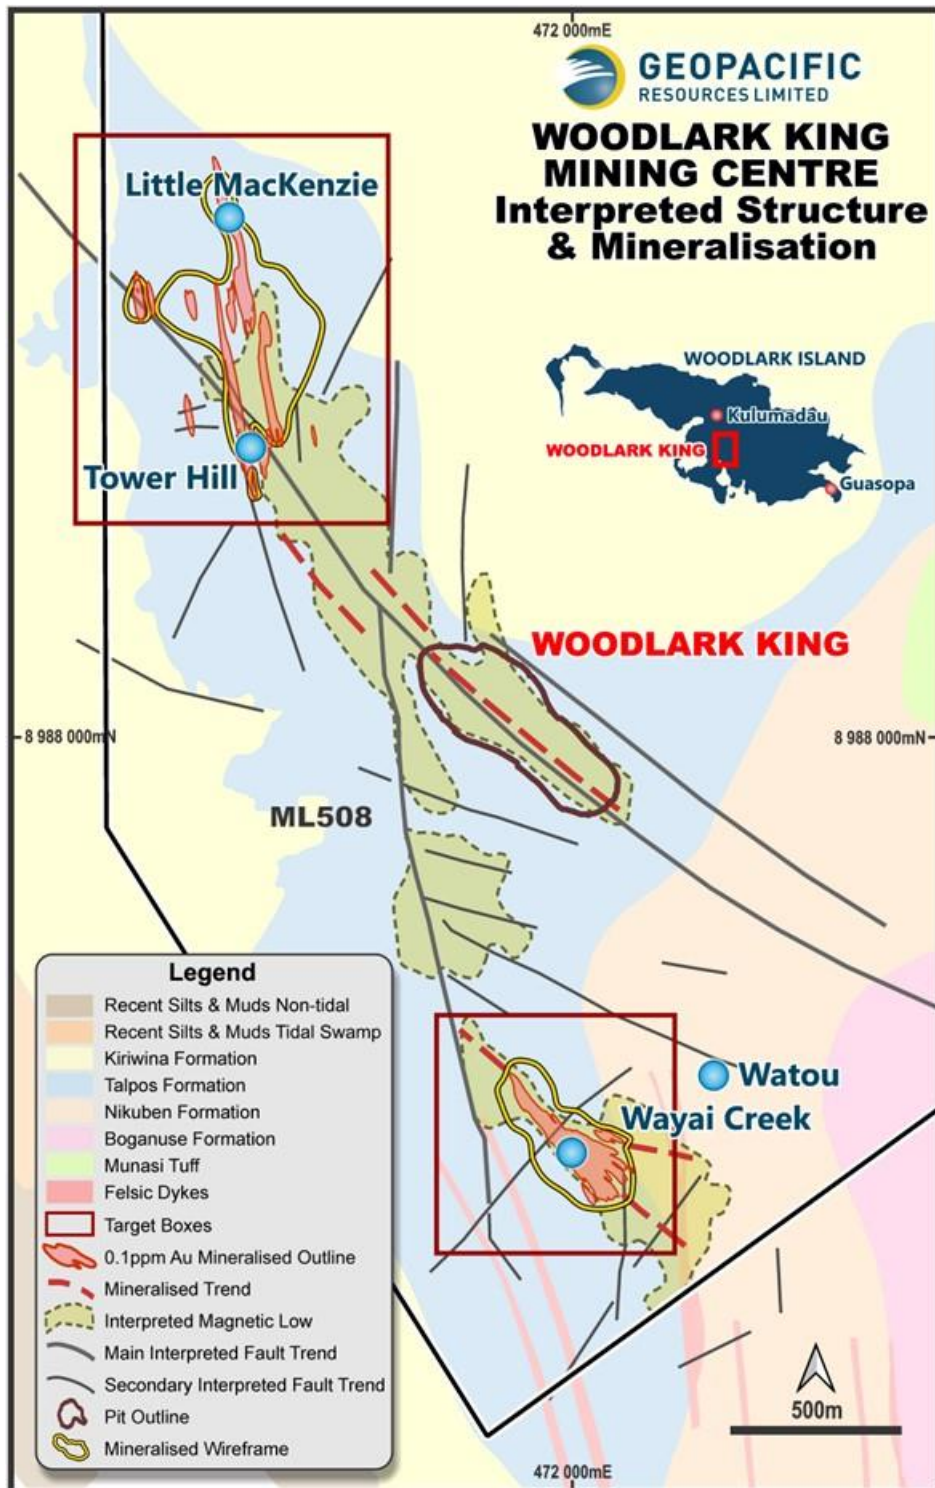 472 000mE
GEOPACIFIC
RESOURCES LIMITED
WOODLARK KING
MINING CENTRE
Interpreted Structure
& Mineralisation
Little MacKenzie
WOODLARK ISLAND
Kulumadau
WOODLARK KING
Guasopa
Tower Hill
WOODLARK KING
8 988 000mN
8 988 000mN
ML508
Legend
Recent Silts & Muds Non-tidal
Recent Silts & Muds Tidal Swamp
Kiriwina Formation
Talpos Formation
Nikuben Formation
Boganuse Formation
Munasi Tuff
Felsic Dykes
Target Boxes
0.1ppm Au Mineralised Outline
Mineralised Trend
Interpreted Magnetic Low
Main Interpreted Fault Trend
Secondary Interpreted Fault Trend
Pit Outline
Mineralised Wireframe
Watou
Wayai Creek
500m
472 000mE